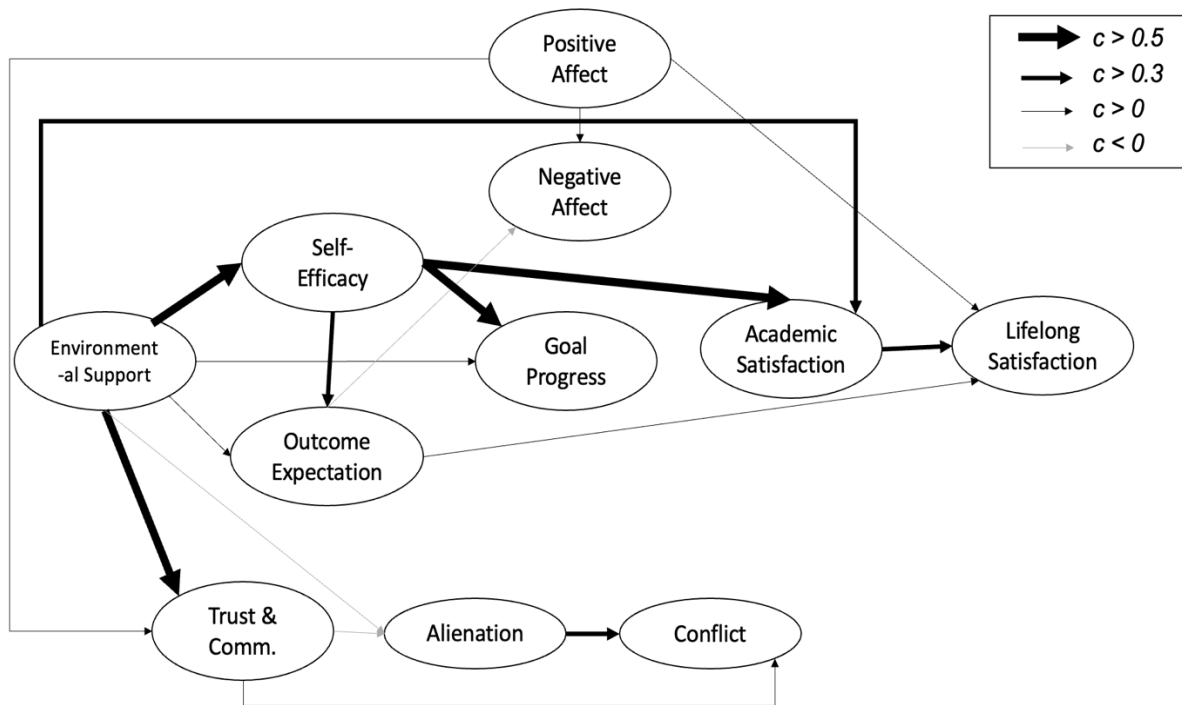 Positive
Affect
c > 0.5
c > 0.3
c > 0
c < 0
Negative
Affect
Self-
Efficacy
Environment
-al Support
Goal
Progress
Academic
Satisfaction
Lifelong
Satisfaction
Outcome
Expectation
Trust &
Comm.
Alienation
Conflict